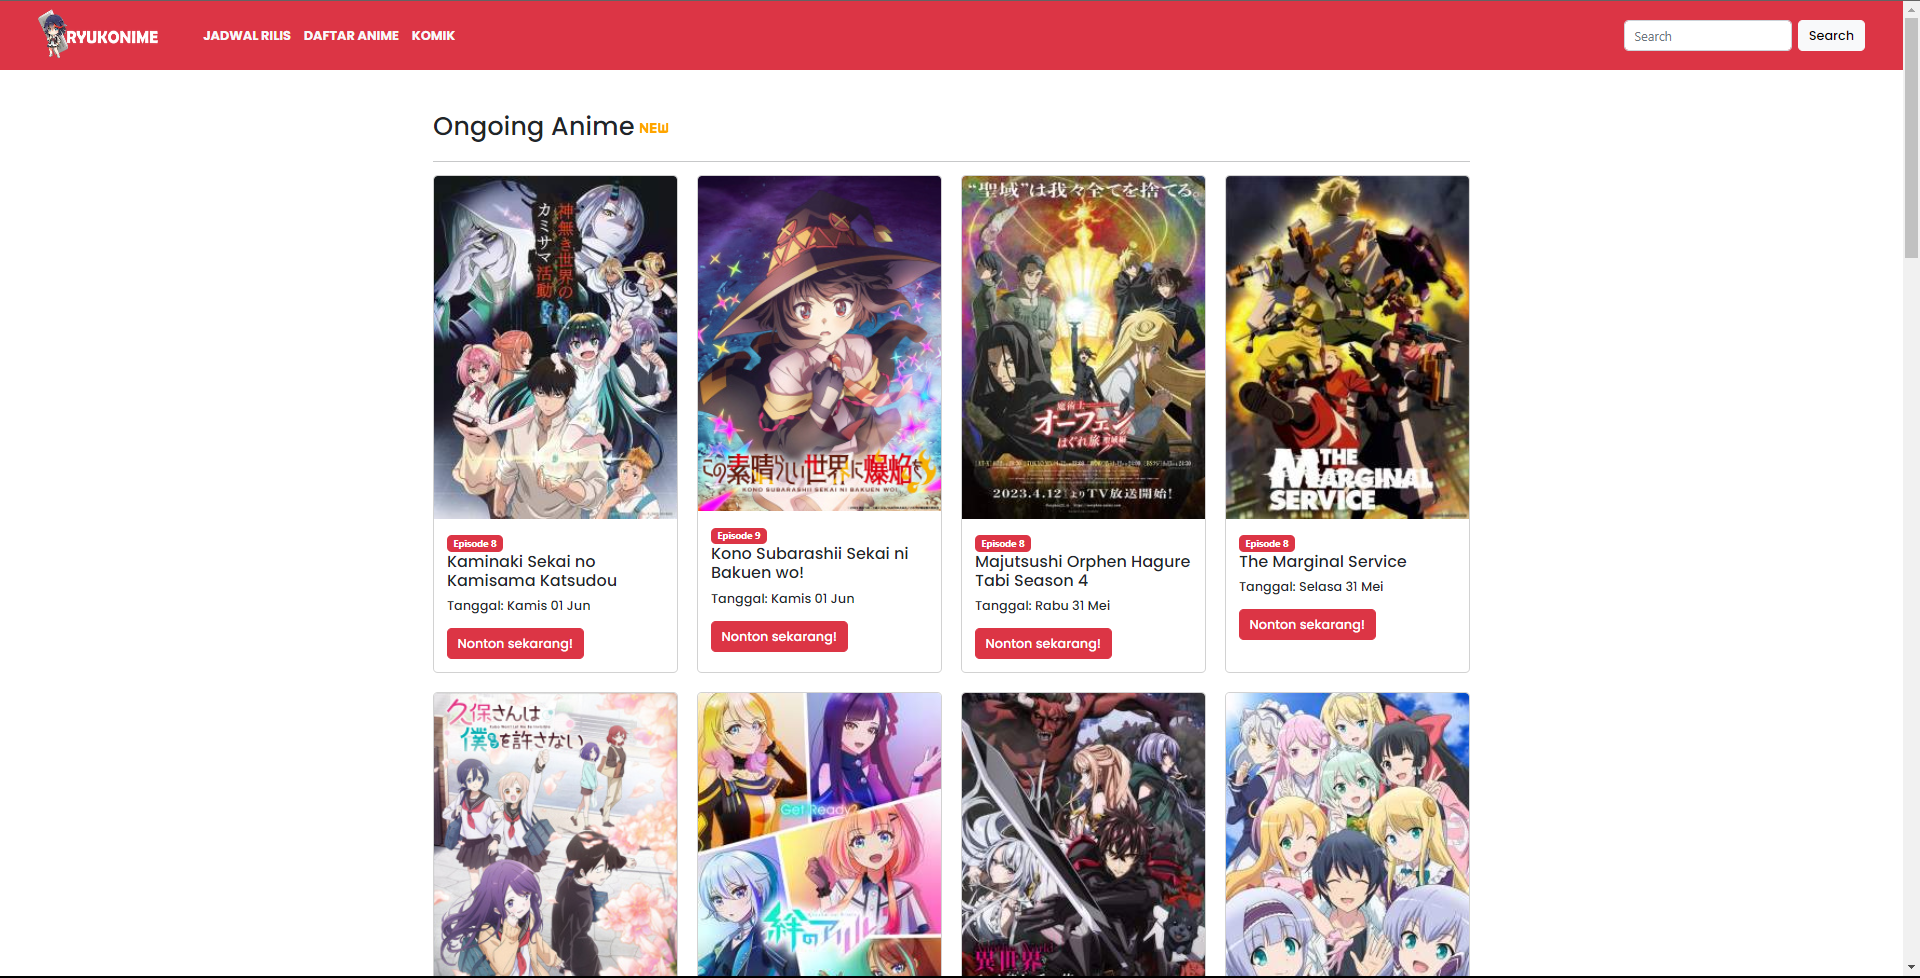 RYUKONIME
JADWAL RILIS
DAFTAR ANIME
KOMIK
Search
Search
Ongoing Anime NEW
神無き世界の
カミサマ活動
この素晴らしい世界に爆焔を!
KONO SUBARASHII SEKAI NI BAKUEN WO!
“聖域”は我々全てを捨てる。
魔術士
オーフェン
はぐれ旅 聖域編
2023.4.12よりTV放送開始!
THE
MARGINAL
SERVICE
Episode 8
Kaminaki Sekai no
Kamisama Katsudou
Tanggal: Kamis 01 Jun
Nonton sekarang!
Episode 9
Kono Subarashii Sekai ni
Bakuen wo!
Tanggal: Kamis 01 Jun
Nonton sekarang!
Episode 8
Majutsushi Orphen Hagure
Tabi Season 4
Tanggal: Rabu 31 Mei
Nonton sekarang!
Episode 8
The Marginal Service
Tanggal: Selasa 31 Mei
Nonton sekarang!
久保さんは
僕を許さない
Get Ready?
絆のアリル
異世界